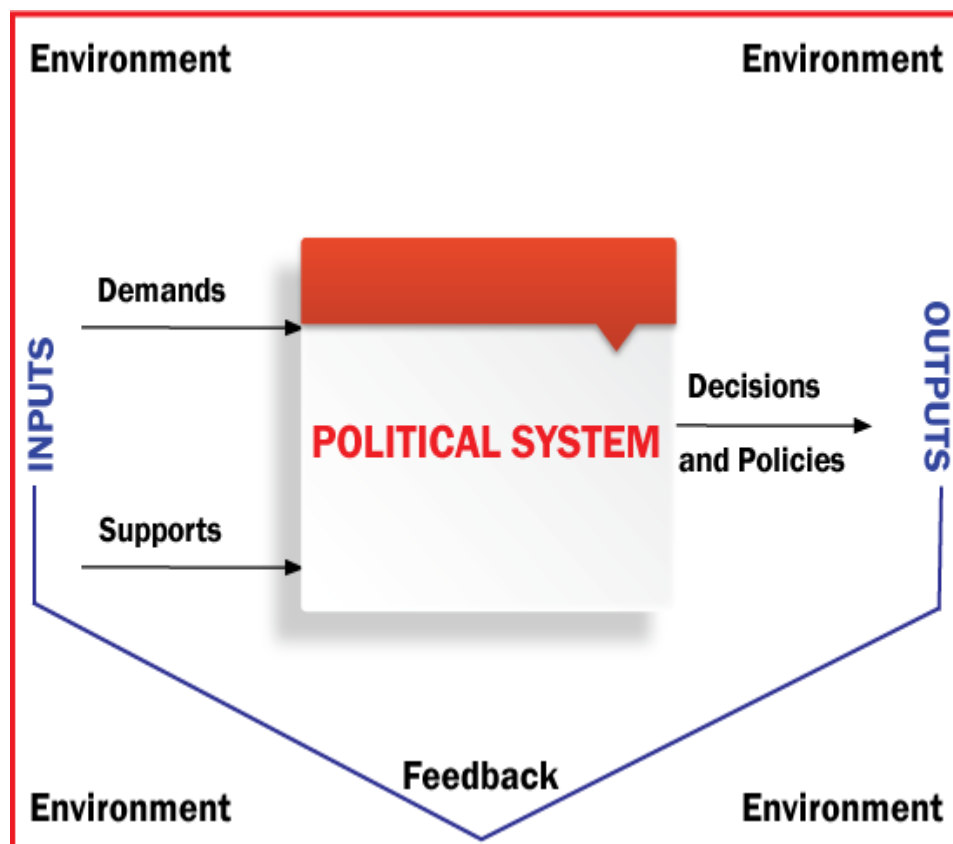 Environment
Environment
Demands
INPUTS
OUTPUTS
Decisions
POLITICAL SYSTEM
and Policies
Supports
Feedback
Environment
Environment